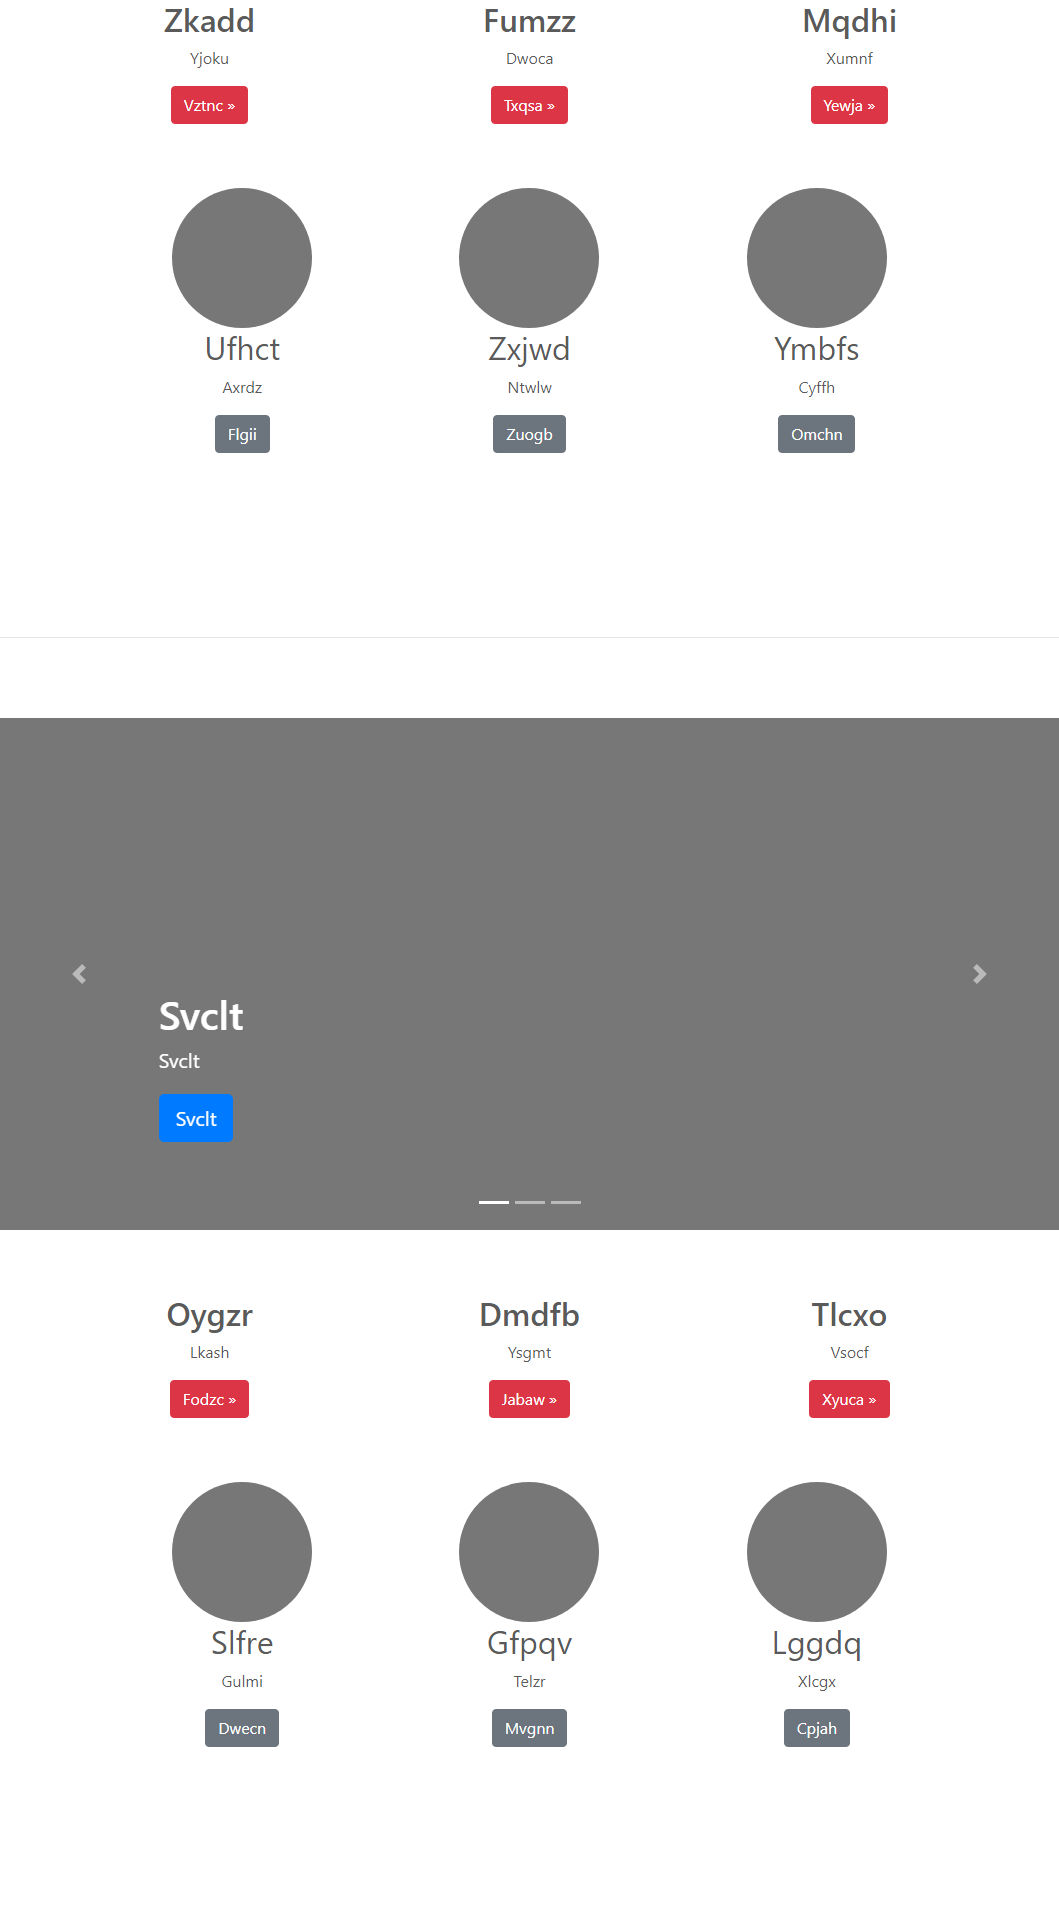 Zkadd Fumzz Mqdhi
Yjoku Dwoca Xumnf
Vztnc » Txqsa » Yewja »
Ufhct Zxjwd Ymbfs
Axrdz Ntwlw Cyffh
Flgii Zuogb Omchn
Svclt
Svclt
Svclt
Oygzr Dmdfb Tlcxo
Lkash Ysgmt Vsocf
Fodzc » Jabaw » Xyuca »
Slfre Gfpqv Lggdq
Gulmi Telzr Xlcgx
Dwecn Mvgnn Cpjah